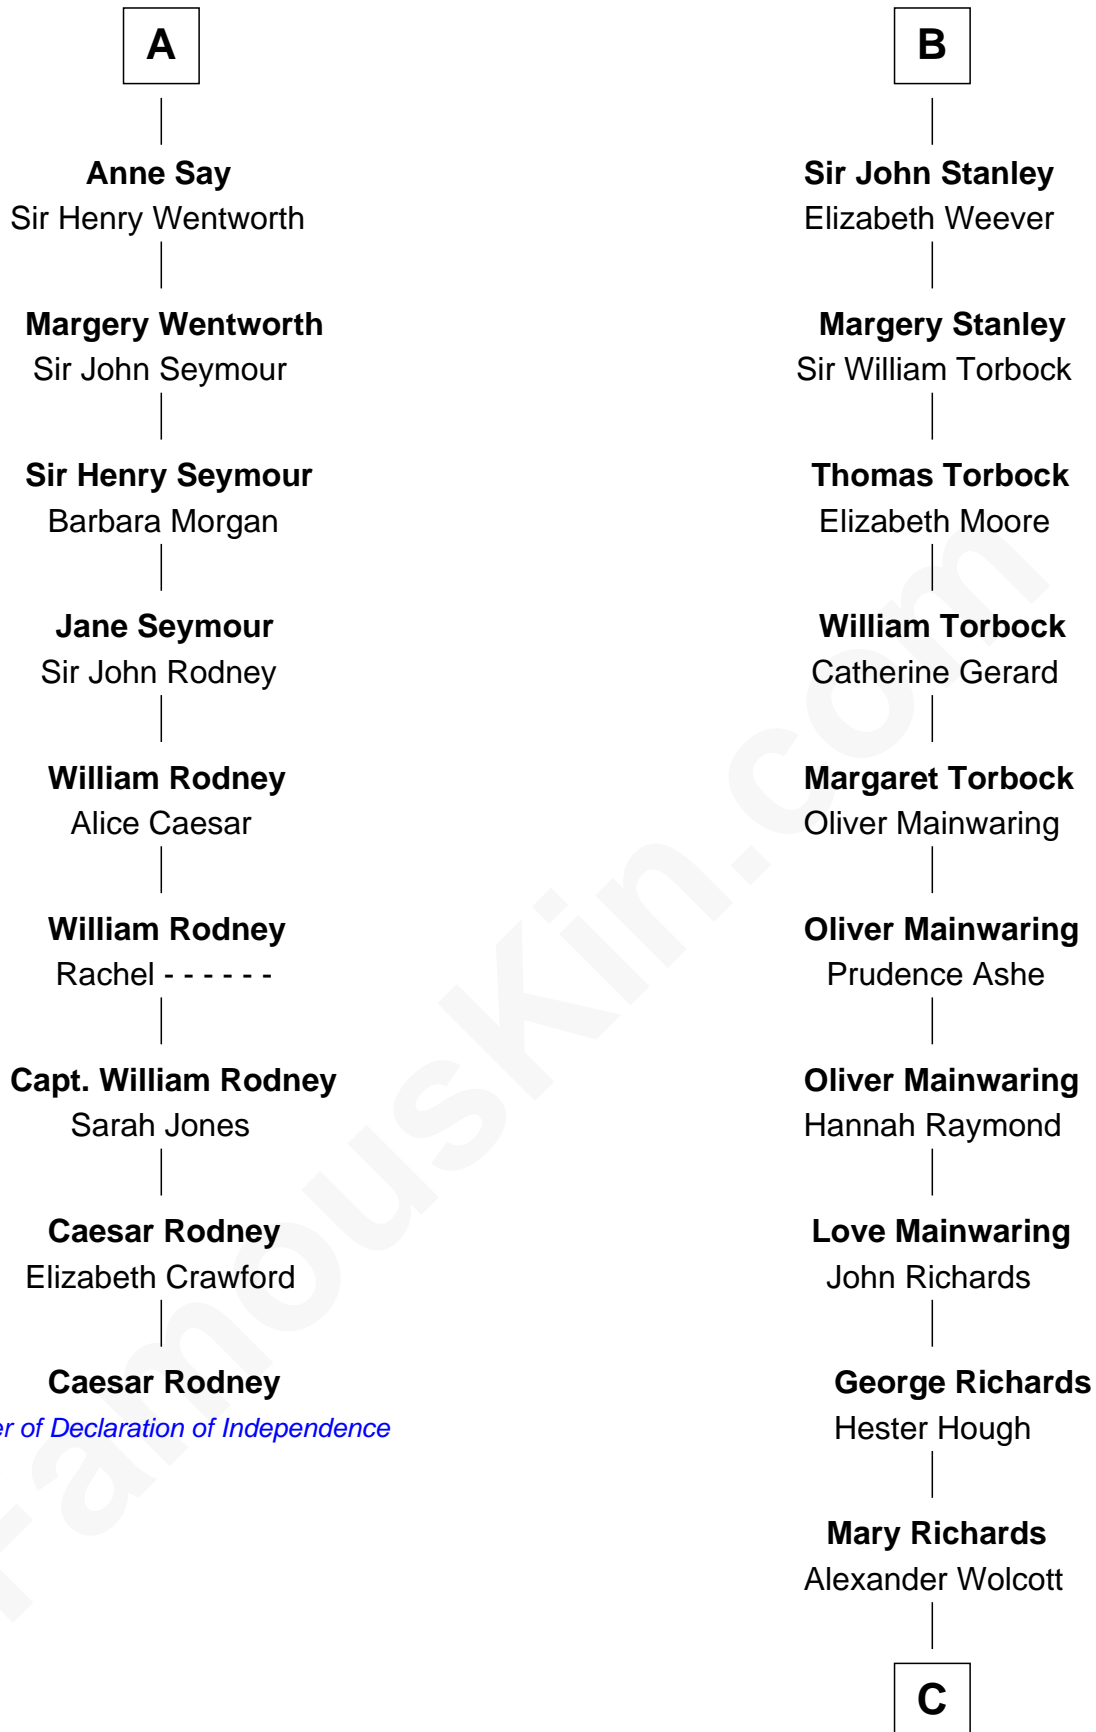 A
Anne Say
Sir Henry Wentworth
Margery Wentworth
Sir John Seymour
Sir Henry Seymour
Barbara Morgan
Jane Seymour
Sir John Rodney
William Rodney
Alice Caesar
William Rodney
Rachel - - - - - -
Capt. William Rodney
Sarah Jones
Caesar Rodney
Elizabeth Crawford
Caesar Rodney
er of Declaration of Independence
B
Sir John Stanley
Elizabeth Weever
Margery Stanley
Sir William Torbock
Thomas Torbock
Elizabeth Moore
William Torbock
Catherine Gerard
Margaret Torbock
Oliver Mainwaring
Oliver Mainwaring
Prudence Ashe
Oliver Mainwaring
Hannah Raymond
Love Mainwaring
John Richards
George Richards
Hester Hough
Mary Richards
Alexander Wolcott
C
FamousKin.com